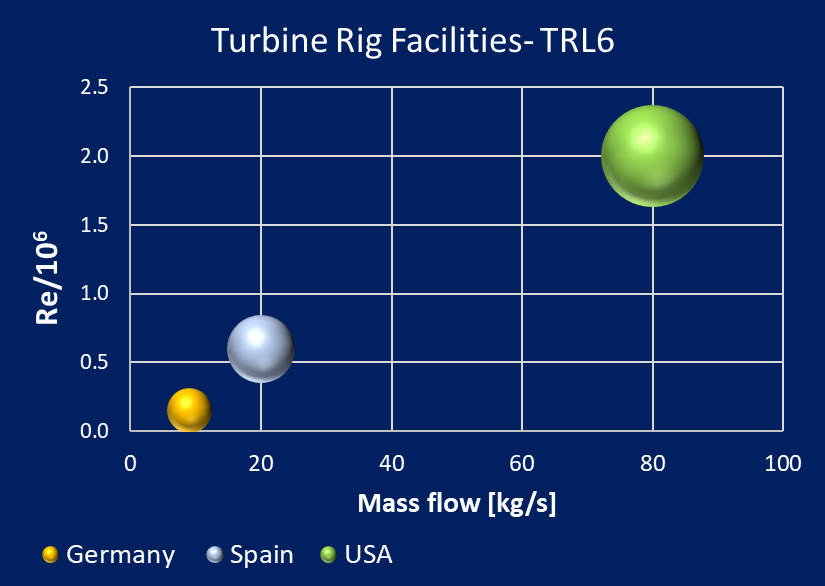 Turbine Rig Facilities- TRL6
2.5
2.0
1.5
1.0
0.5
0.0
Re/10⁶
0 20 40 60 80 100
Mass flow [kg/s]
Germany Spain USA